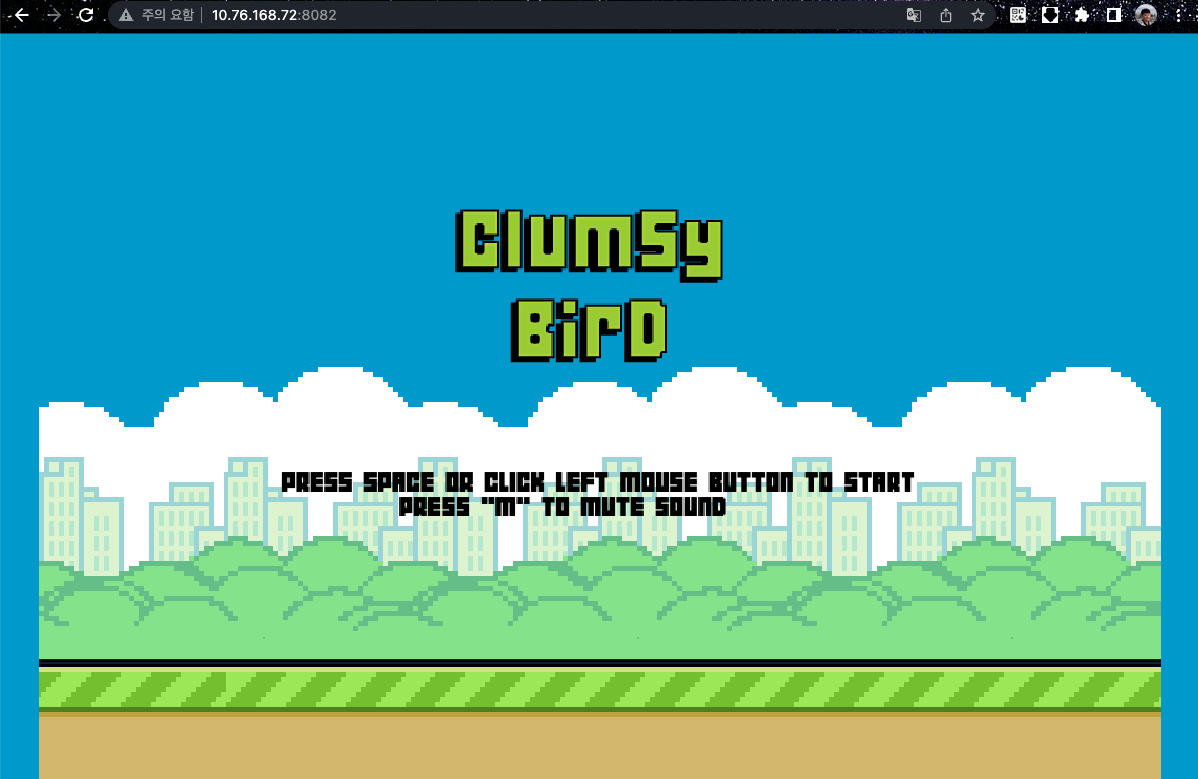 주의 요함 10.76.168.72:8082
ClumSy
BirD
PRESS SPACE OR CLICK LEFT MOUSE BUTTON TO START
PRESS "M" TO MUTE SOUND